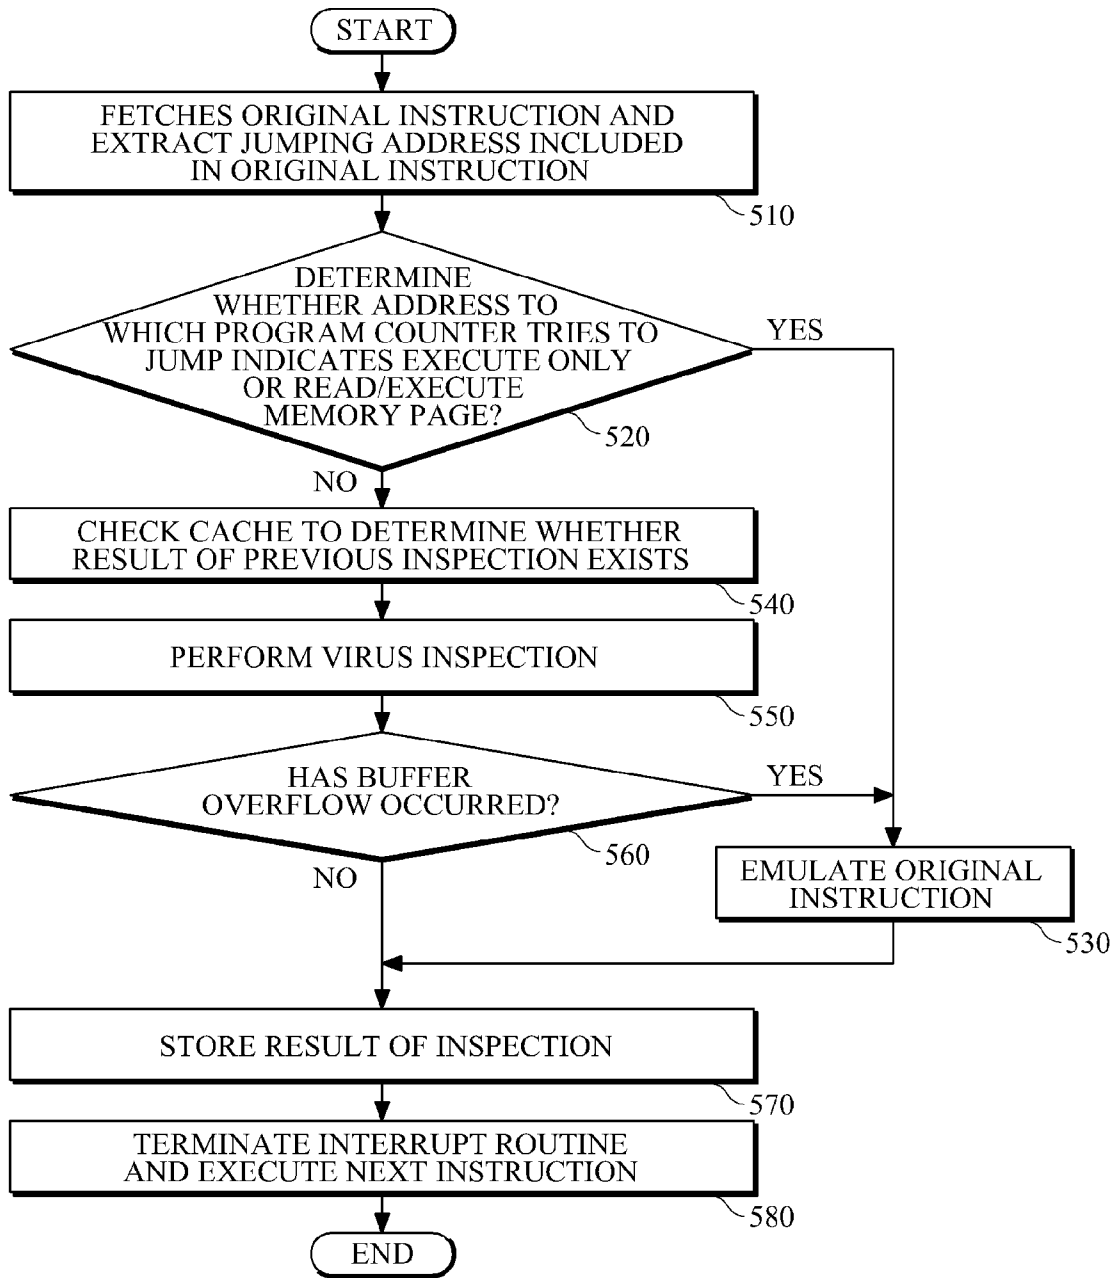 START
FETCHES ORIGINAL INSTRUCTION AND
EXTRACT JUMPING ADDRESS INCLUDED
IN ORIGINAL INSTRUCTION
510
DETERMINE
WHETHER ADDRESS TO
WHICH PROGRAM COUNTER TRIES TO
JUMP INDICATES EXECUTE ONLY
OR READ/EXECUTE
MEMORY PAGE?
YES
520
NO
CHECK CACHE TO DETERMINE WHETHER
RESULT OF PREVIOUS INSPECTION EXISTS
540
PERFORM VIRUS INSPECTION
550
HAS BUFFER
OVERFLOW OCCURRED?
YES
560
NO
EMULATE ORIGINAL
INSTRUCTION
530
STORE RESULT OF INSPECTION
570
TERMINATE INTERRUPT ROUTINE
AND EXECUTE NEXT INSTRUCTION
580
END